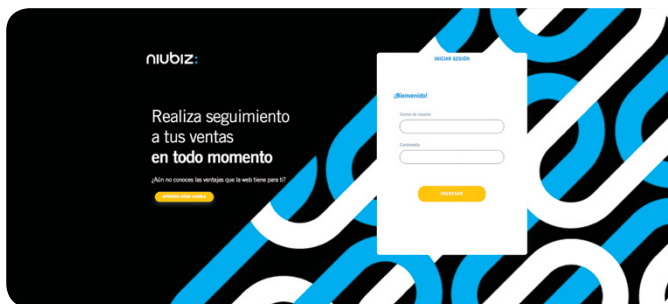 niubiz:
Realiza seguimiento
a tus ventas
en todo momento
¿Aún no conoces las ventajas que la web tiene para ti?
INICIAR SESIÓN
¡Bienvenido!
Correo de usuario
Contraseña
INGRESAR